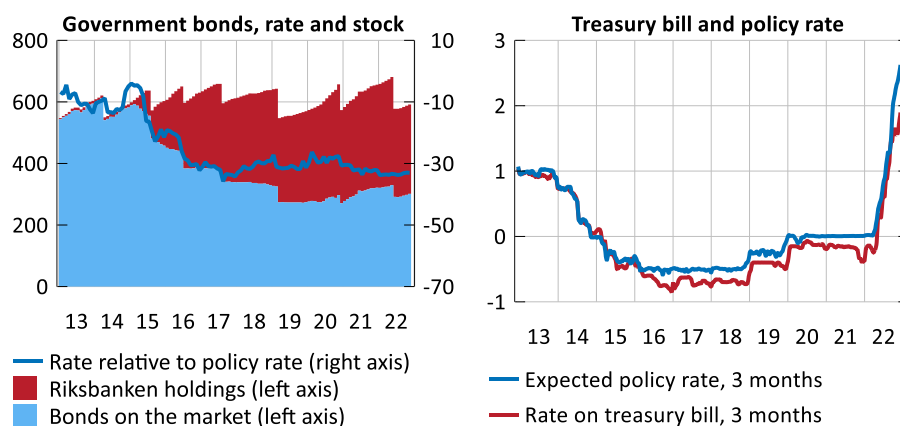 Government bonds, rate and stock
800
600
400
200
0
10
-10
-30
-50
-70
13 14 15 16 17 18 19 20 21 22
Rate relative to policy rate (right axis)
Riksbanken holdings (left axis)
Bonds on the market (left axis)
Treasury bill and policy rate
3
2
1
0
-1
13 14 15 16 17 18 19 20 21 22
Expected policy rate, 3 months
Rate on treasury bill, 3 months